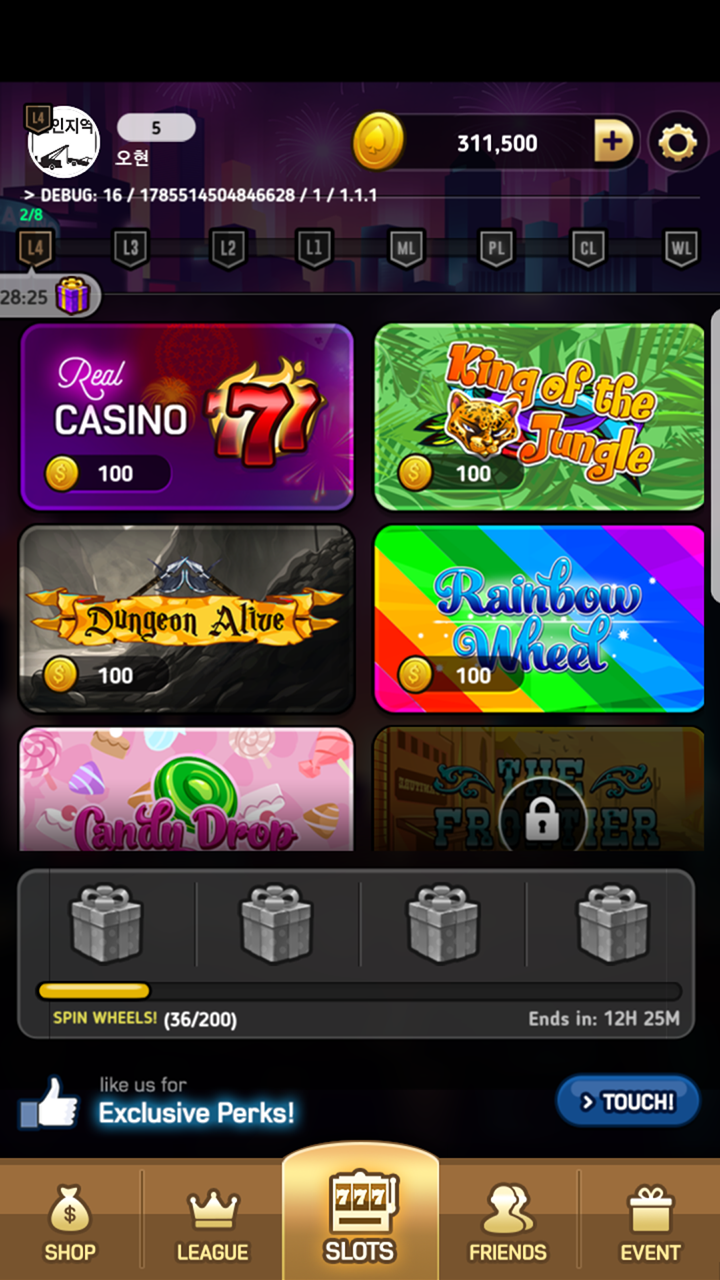 L4
인지역
5
오현
311,500
> DEBUG: 16 / 1785514504846628 / 1 / 1.1.1
2/8
L4 L3 L2 L1 ML PL CL WL
28:25
Real
CASINO
777
100
King of the
Jungle
100
Dungeon Alive
100
Rainbow
Wheel
100
Candy Drop
THE
FRONTIER
SPIN WHEELS! (36/200)
Ends in: 12H 25M
like us for
Exclusive Perks!
> TOUCH!
777
SHOP
LEAGUE
SLOTS
FRIENDS
EVENT